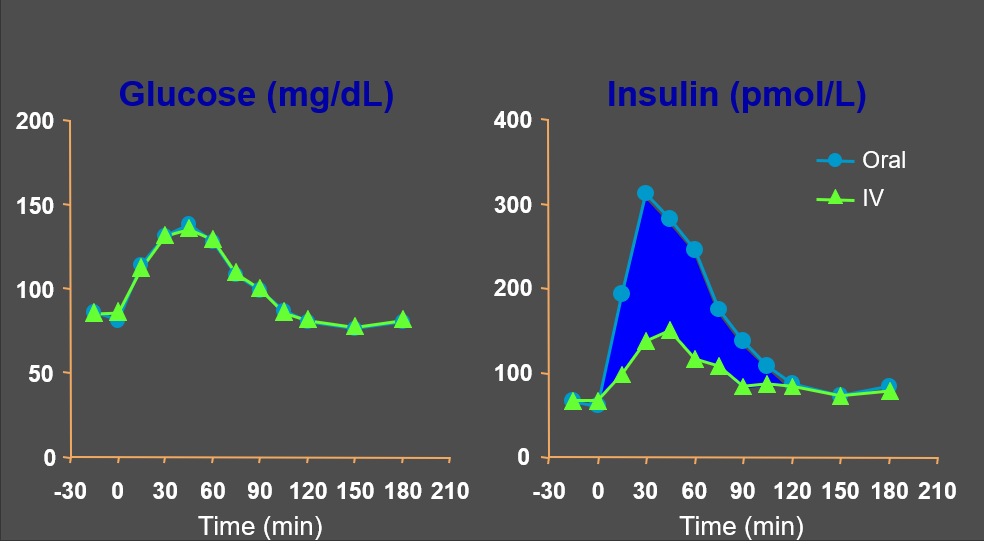 Glucose (mg/dL)
200
150
100
50
0
-30 0 30 60 90 120 150 180 210
Time (min)
Insulin (pmol/L)
400
300
200
100
0
Oral
IV
-30 0 30 60 90 120 150 180 210
Time (min)